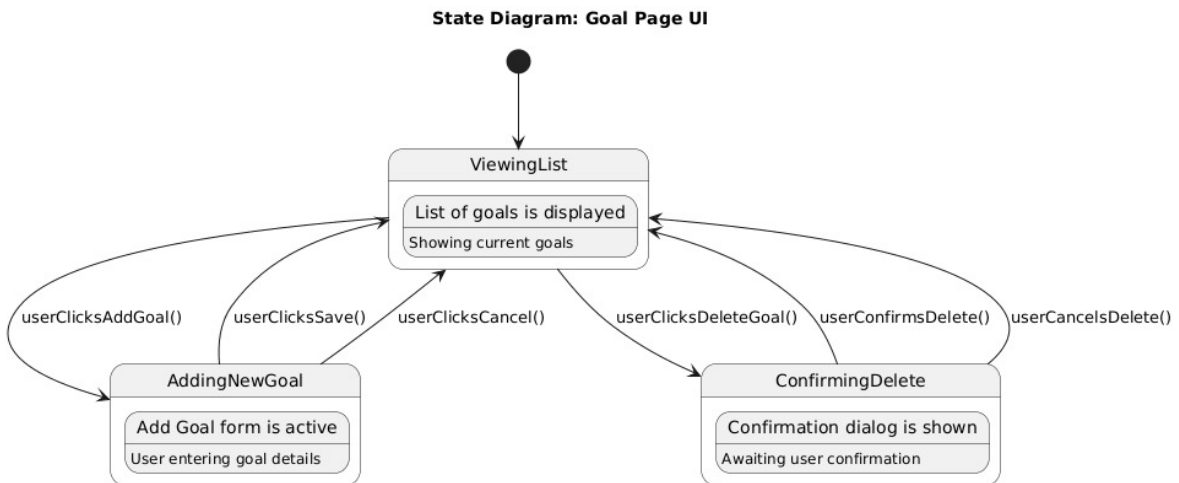 State Diagram: Goal Page UI
ViewingList
List of goals is displayed
Showing current goals
userClicksAddGoal()
userClicksSave()
userClicksCancel()
userClicksDeleteGoal()
userConfirmsDelete()
userCancelsDelete()
AddingNewGoal
Add Goal form is active
User entering goal details
ConfirmingDelete
Confirmation dialog is shown
Awaiting user confirmation